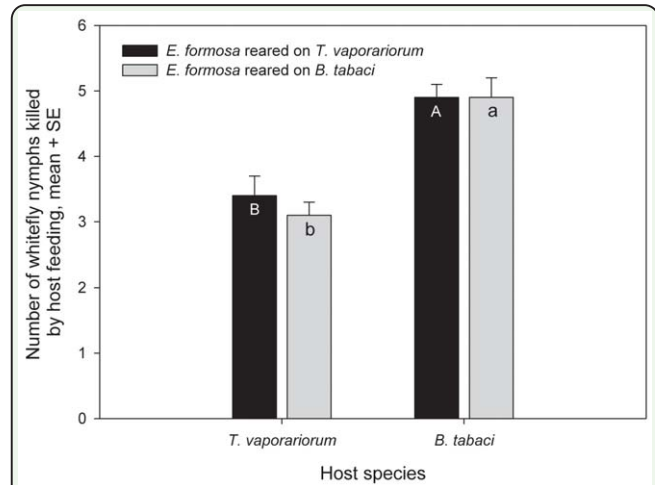 Number of whitefly nymphs killed
by host feeding, mean + SE
6
5
4
3
2
1
0
E. formosa reared on T. vaporariorum
E. formosa reared on B. tabaci
B
b
A
a
T. vaporariorum
B. tabaci
Host species